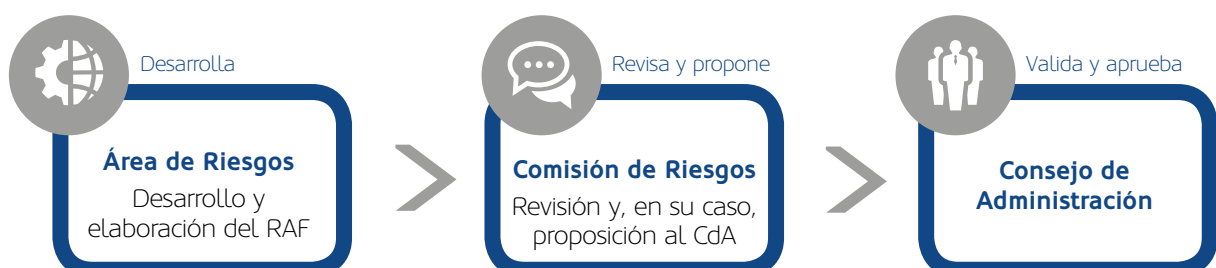 Desarrolla
Área de Riesgos
Desarrollo y
elaboración del RAF
Revisa y propone
Comisión de Riesgos
Revisión y, en su caso,
proposición al CdA
Valida y aprueba
Consejo de
Administración